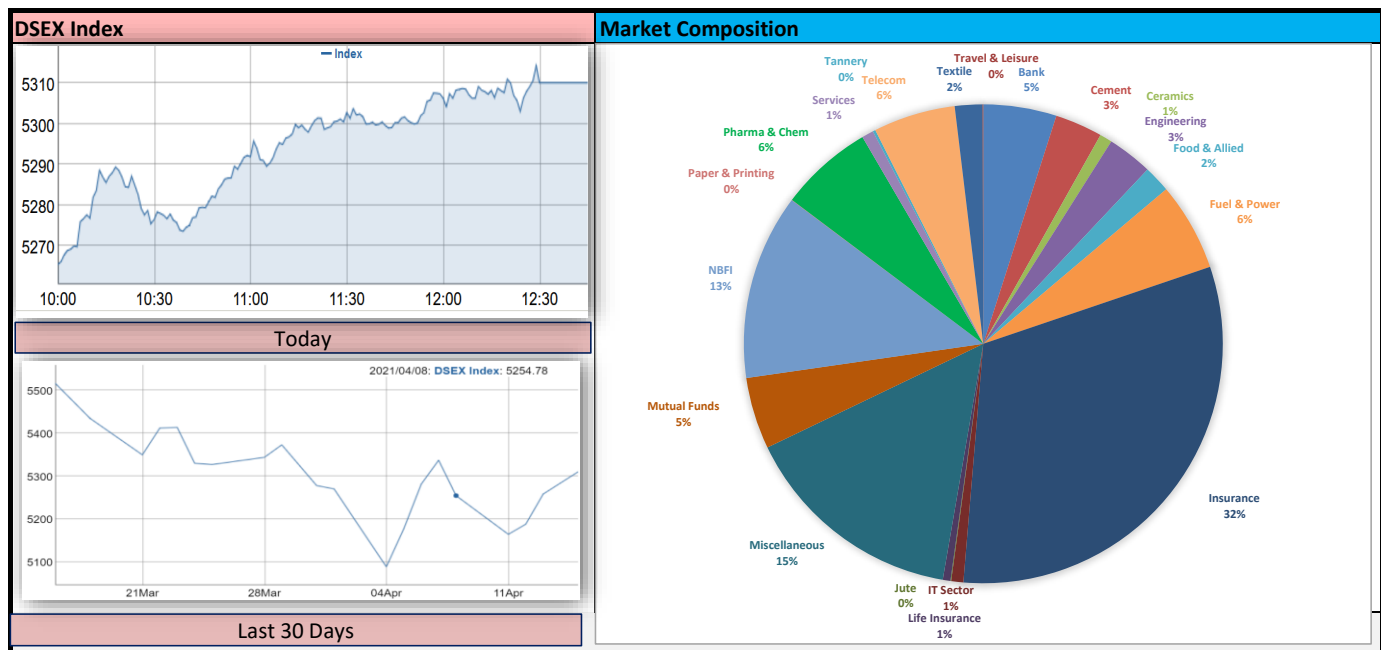 DSEX Index
Index
5310
5300
5290
5280
5270
10:00 10:30 11:00 11:30 12:00 12:30
Today
2021/04/08: DSEX Index: 5254.78
5500
5400
5300
5200
5100
21Mar 28Mar 04Apr 11Apr
Last 30 Days
Market Composition
Travel & Leisure
0%
Bank
5%
Cement
3%
Ceramics
1%
Engineering
3%
Food & Allied
2%
Fuel & Power
6%
Insurance
32%
IT Sector
1%
Jute
0%
Life Insurance
1%
Miscellaneous
15%
Mutual Funds
5%
NBFI
13%
Paper & Printing
0%
Pharma & Chem
6%
Services
1%
Tannery
0%
Telecom
6%
Textile
2%